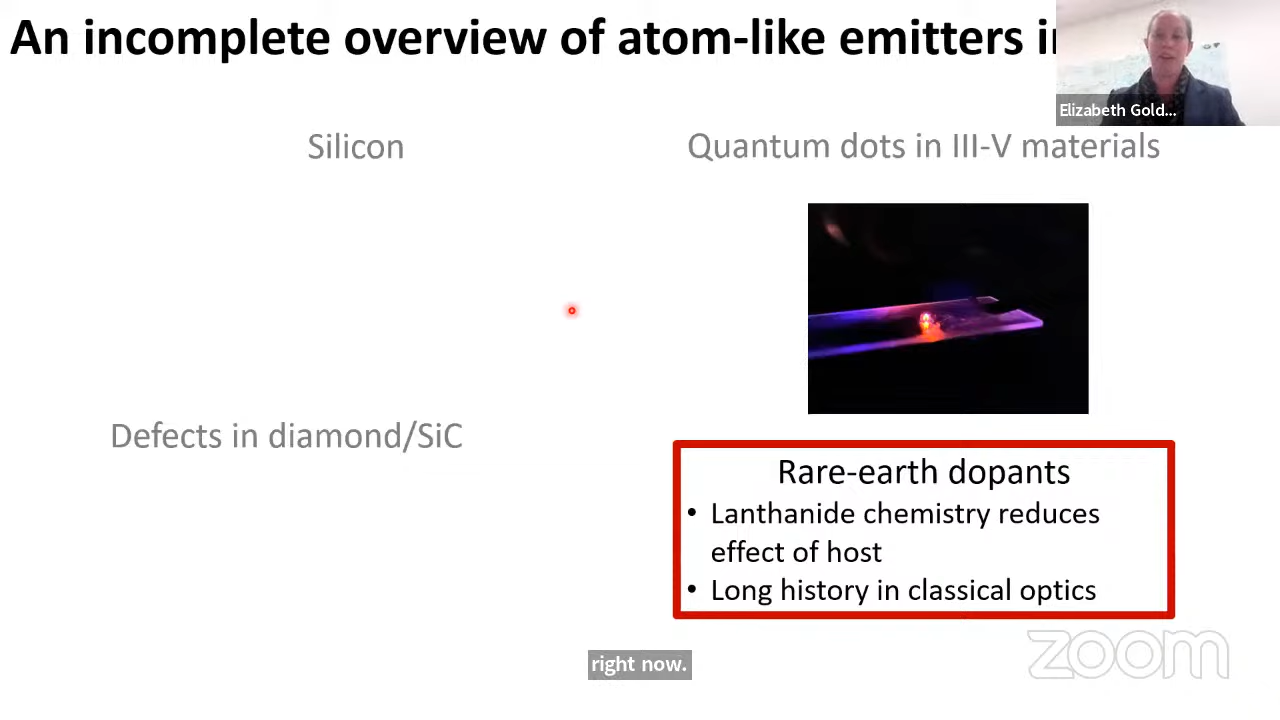 An incomplete overview of atom-like emitters in
Elizabeth Gold...
Silicon
Quantum dots in III-V materials
Defects in diamond/SiC
Rare-earth dopants
• Lanthanide chemistry reduces
effect of host
• Long history in classical optics
right now.
zoom